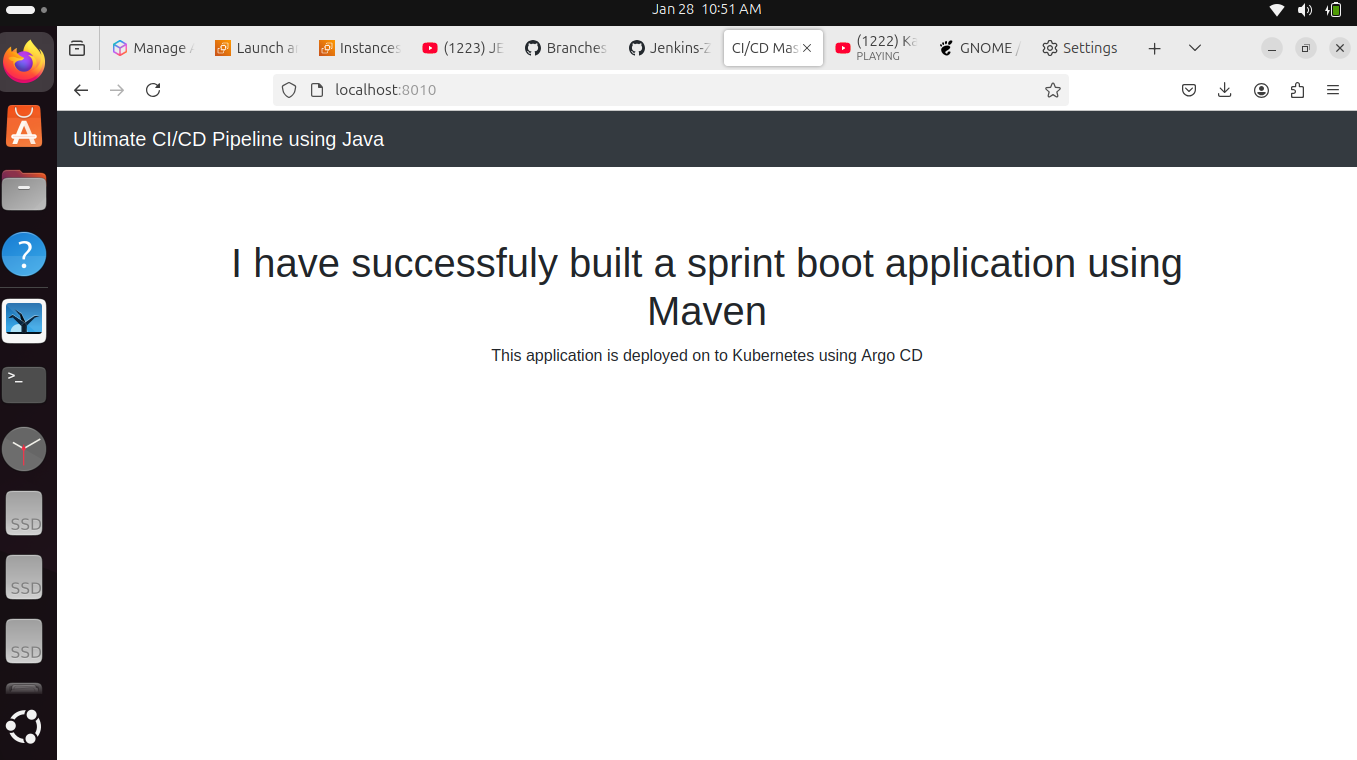 Jan 28 10:51 AM
Manage
Launch
Instances
(1223) JE
Branches
Jenkins-Z
CI/CD Mas
(1222) Ka
PLAYING
GNOME /
Settings
localhost:8010
Ultimate CI/CD Pipeline using Java
I have successfuly built a sprint boot application using
Maven
This application is deployed on to Kubernetes using Argo CD
>_
?
SSD
SSD
SSD